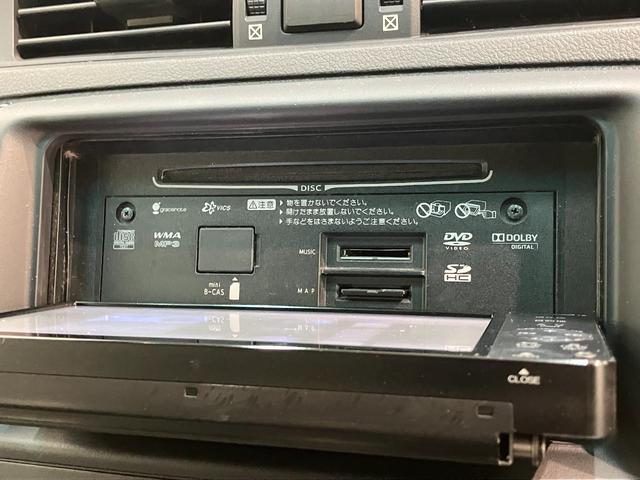 DISC
gracenote
VICS
注意
▶物を置かないでください。
▶開けたまま放置しないでください。
▶手などをはさまないようご注意ください。
WMA
MP3
MUSIC
DVD
VIDEO
DOLBY
DIGITAL
mini
B-CAS
MAP
SD
HC
CLOSE